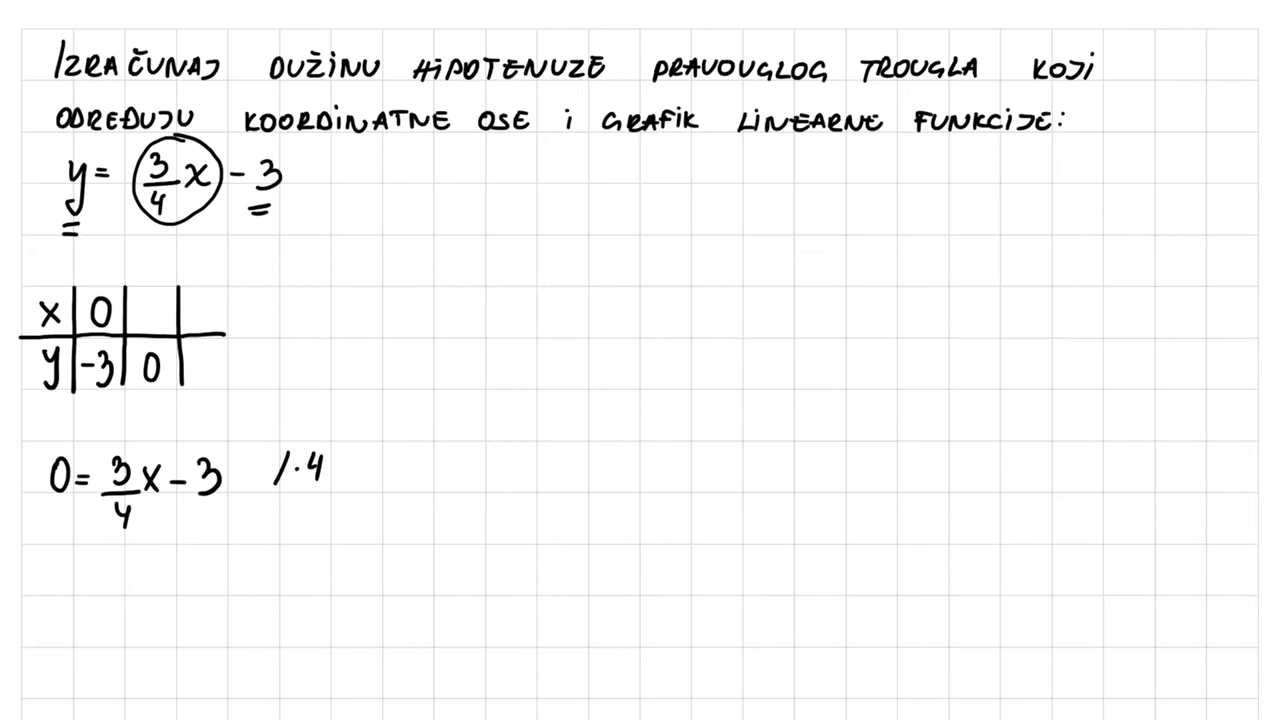 IZRAČUNAJ DUŽINU HIPOTENUZE PRAVOUGLOG TROUGLA KOJI
ODREĐUJU KOORDINATNE OSE I GRAFIK LINEARNE FUNKCIJE:
y = 3/4 x - 3
x | 0 | |
y | -3 | 0 |
0 = 3/4 x - 3 / · 4